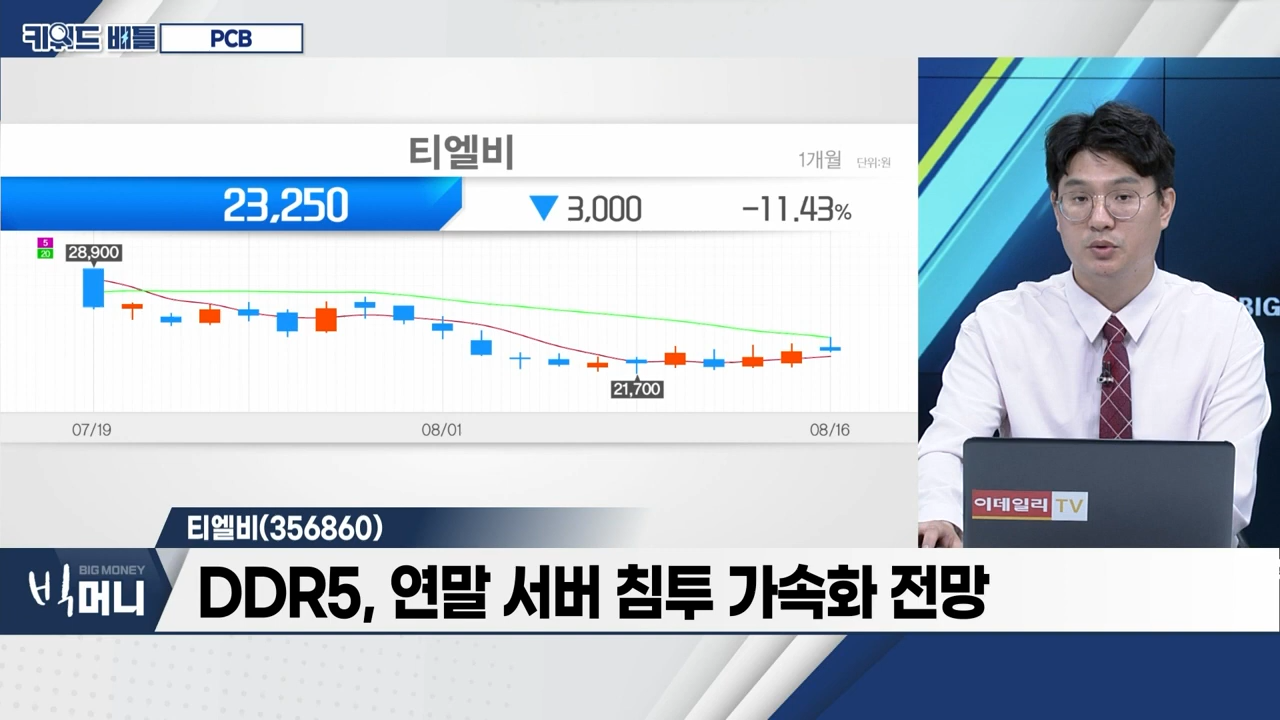 키워드 배틀
PCB
티엘비
1개월 단위:원
23,250 ▼ 3,000 -11.43%
5
20
28,900
21,700
07/19 08/01 08/16
BIG
이데일리 TV
티엘비(356860)
BIG MONEY
빅머니
DDR5, 연말 서버 침투 가속화 전망